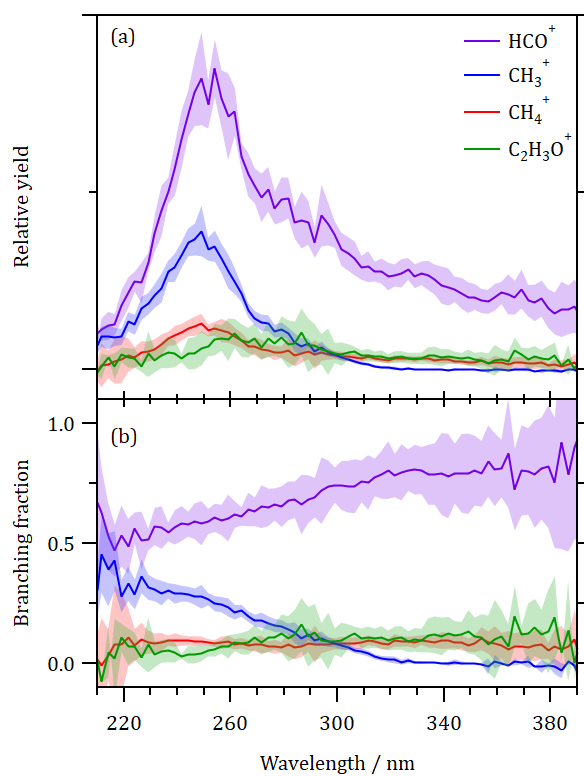 (a)
HCO⁺
CH₃⁺
CH₄⁺
C₂H₃O⁺
Relative yield
(b)
1.0
0.5
0.0
Branching fraction
220 260 300 340 380
Wavelength / nm